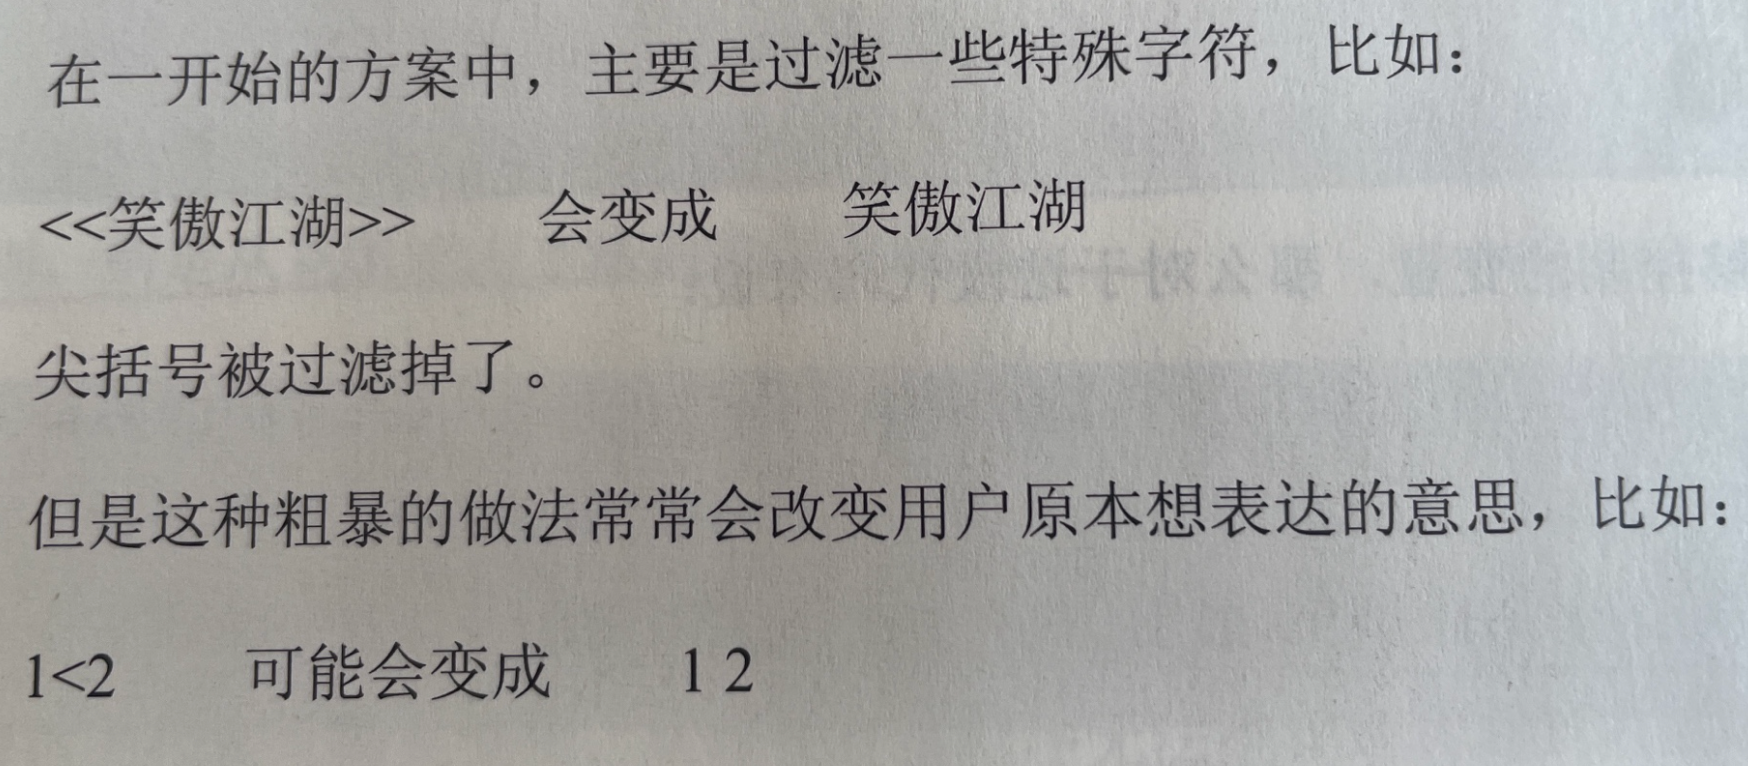 在一开始的方案中，主要是过滤一些特殊字符，比如：
<<笑傲江湖>> 会变成 笑傲江湖
尖括号被过滤掉了。
但是这种粗暴的做法常常会改变用户原本想表达的意思，比如：
1<2 可能会变成 1 2